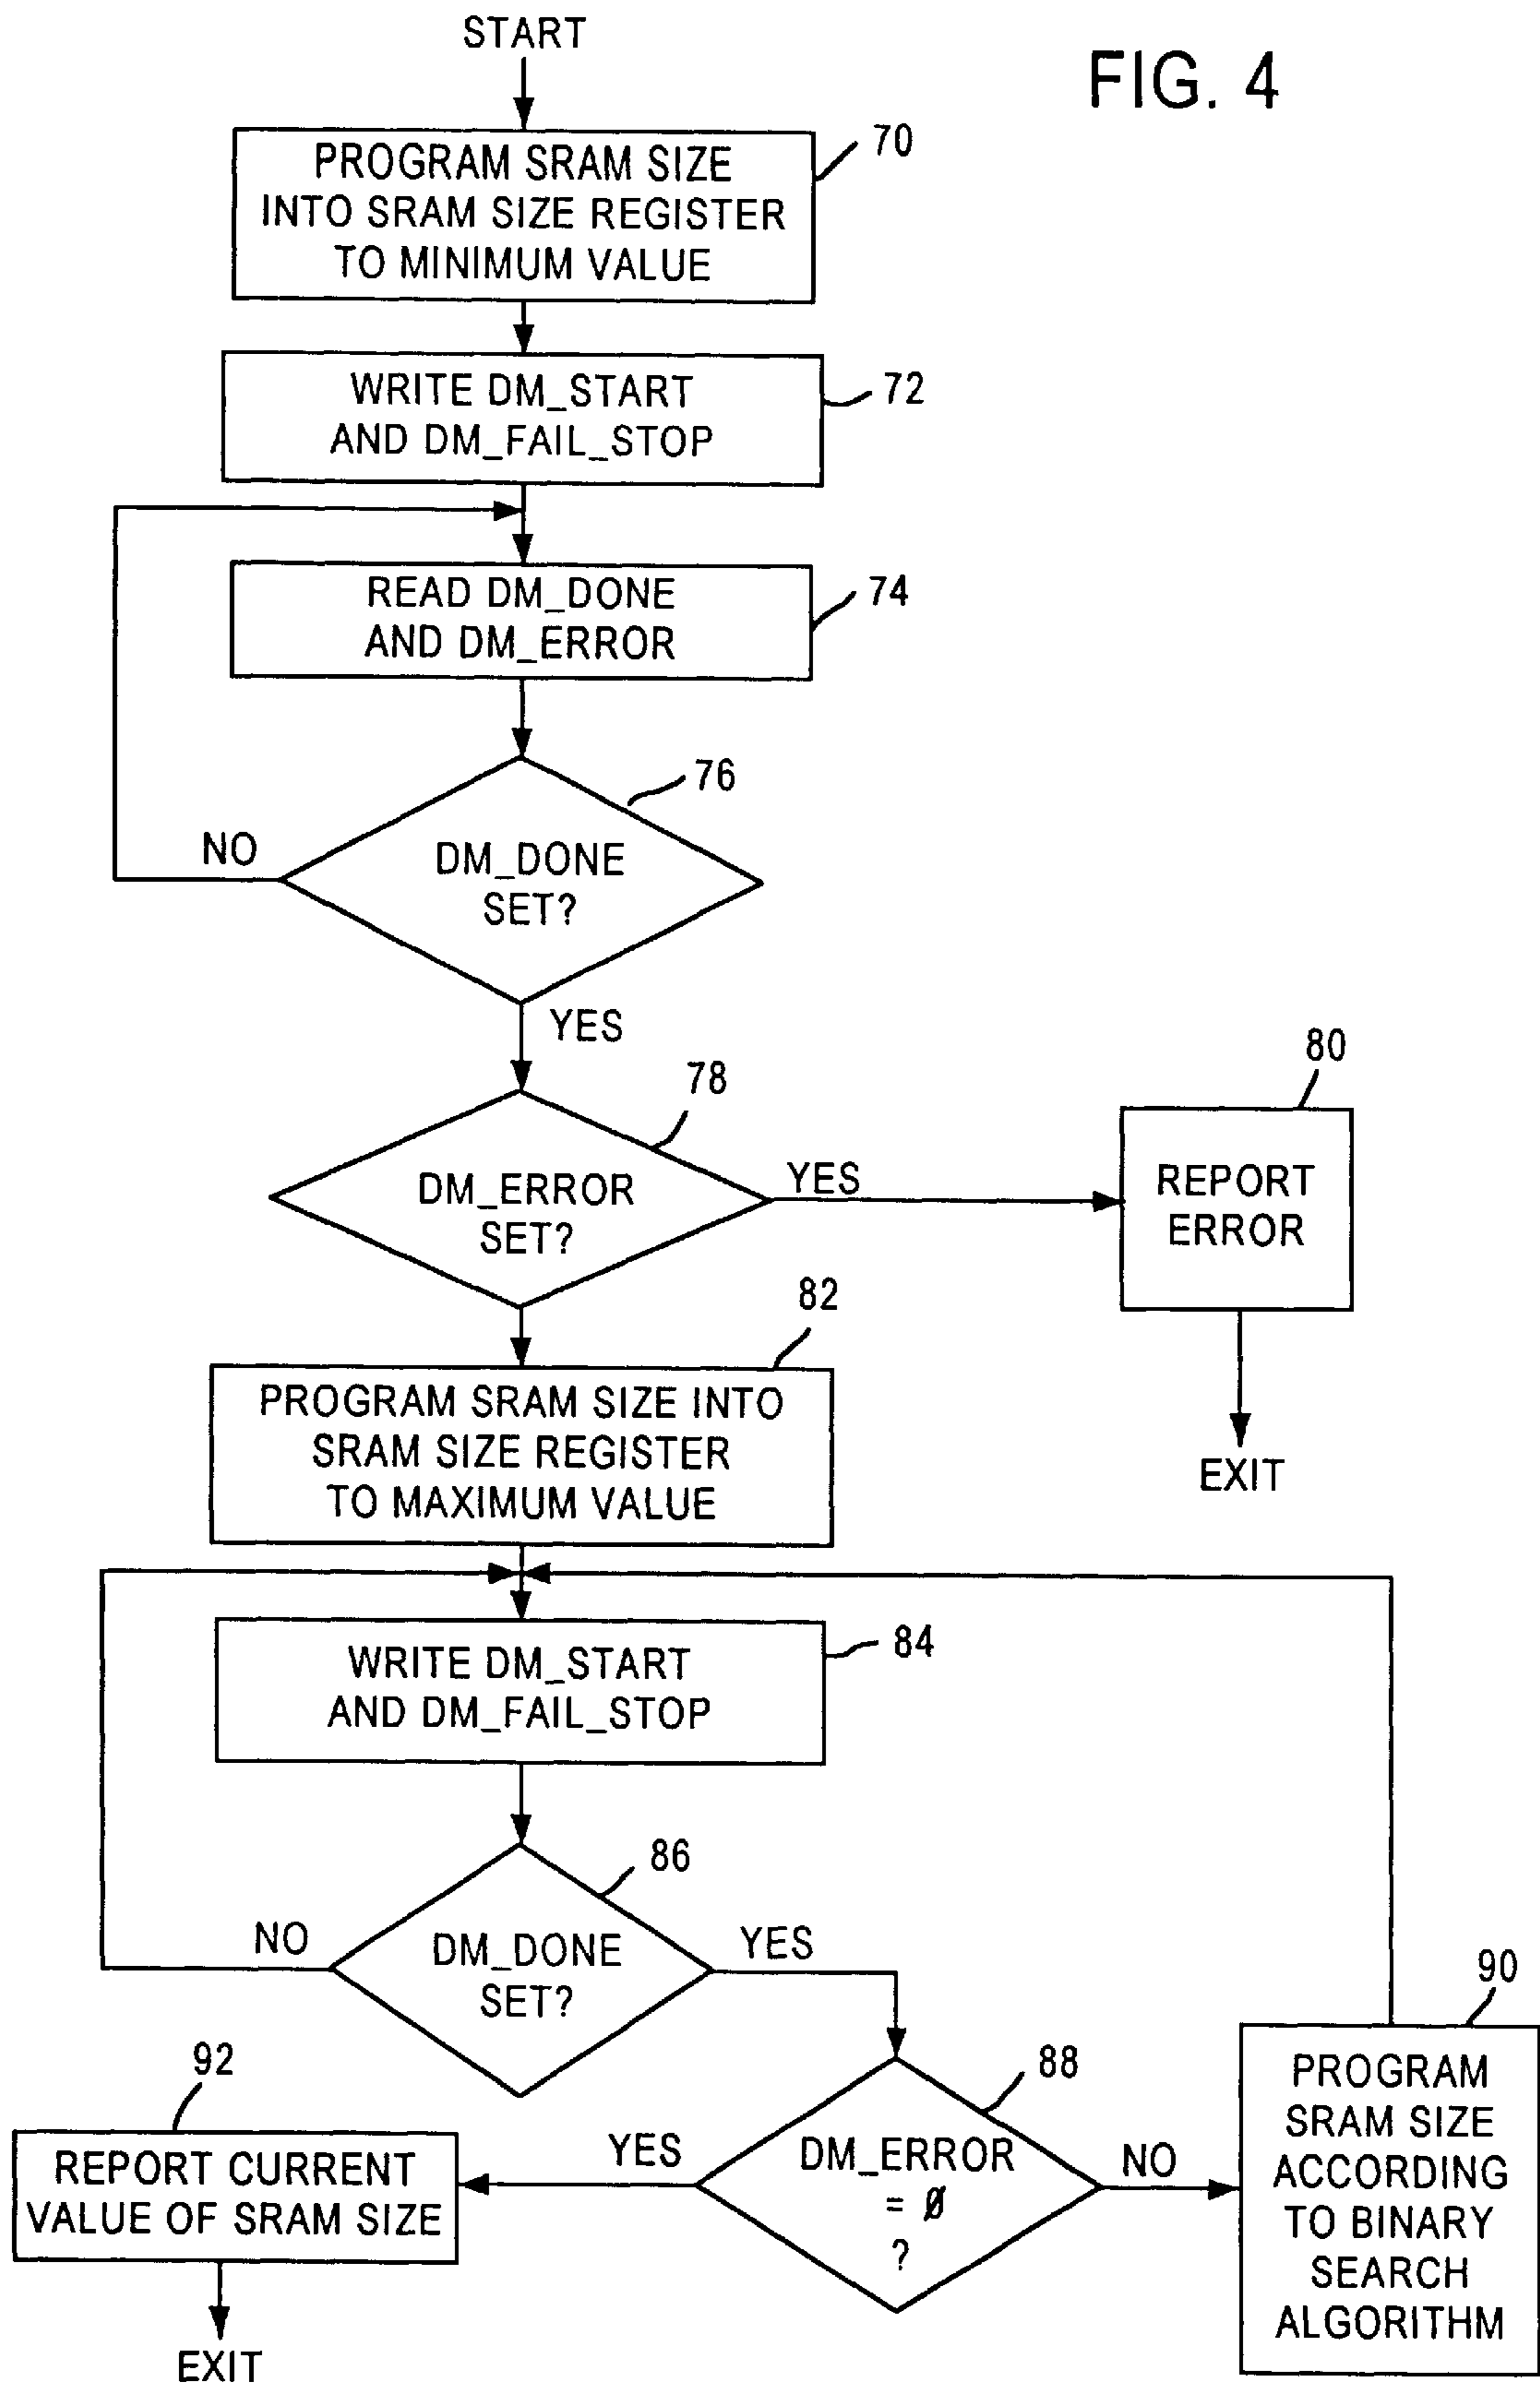 START
FIG. 4
70
PROGRAM SRAM SIZE
INTO SRAM SIZE REGISTER
TO MINIMUM VALUE
72
WRITE DM_START
AND DM_FAIL_STOP
74
READ DM_DONE
AND DM_ERROR
76
NO
DM_DONE
SET?
YES
78
80
DM_ERROR
SET?
YES
REPORT
ERROR
EXIT
82
PROGRAM SRAM SIZE INTO
SRAM SIZE REGISTER
TO MAXIMUM VALUE
84
WRITE DM_START
AND DM_FAIL_STOP
86
NO
DM_DONE
SET?
YES
88
DM_ERROR
= Ø
?
NO
90
PROGRAM
SRAM SIZE
ACCORDING
TO BINARY
SEARCH
ALGORITHM
YES
92
REPORT CURRENT
VALUE OF SRAM SIZE
EXIT